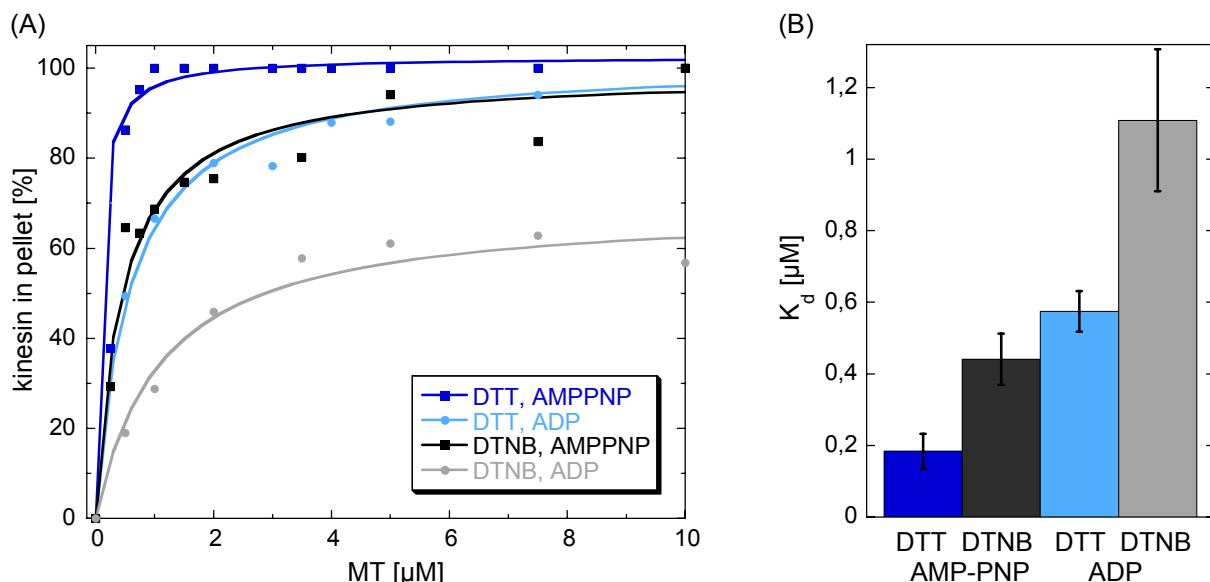 (A)
kinesin in pellet [%]
100
80
60
40
20
0
0
2
4
6
8
10
MT [µM]
DTT, AMPPNP
DTT, ADP
DTNB, AMPPNP
DTNB, ADP
(B)
K_d [µM]
1,2
1
0,8
0,6
0,4
0,2
0
DTT DTNB DTT DTNB
AMP-PNP ADP